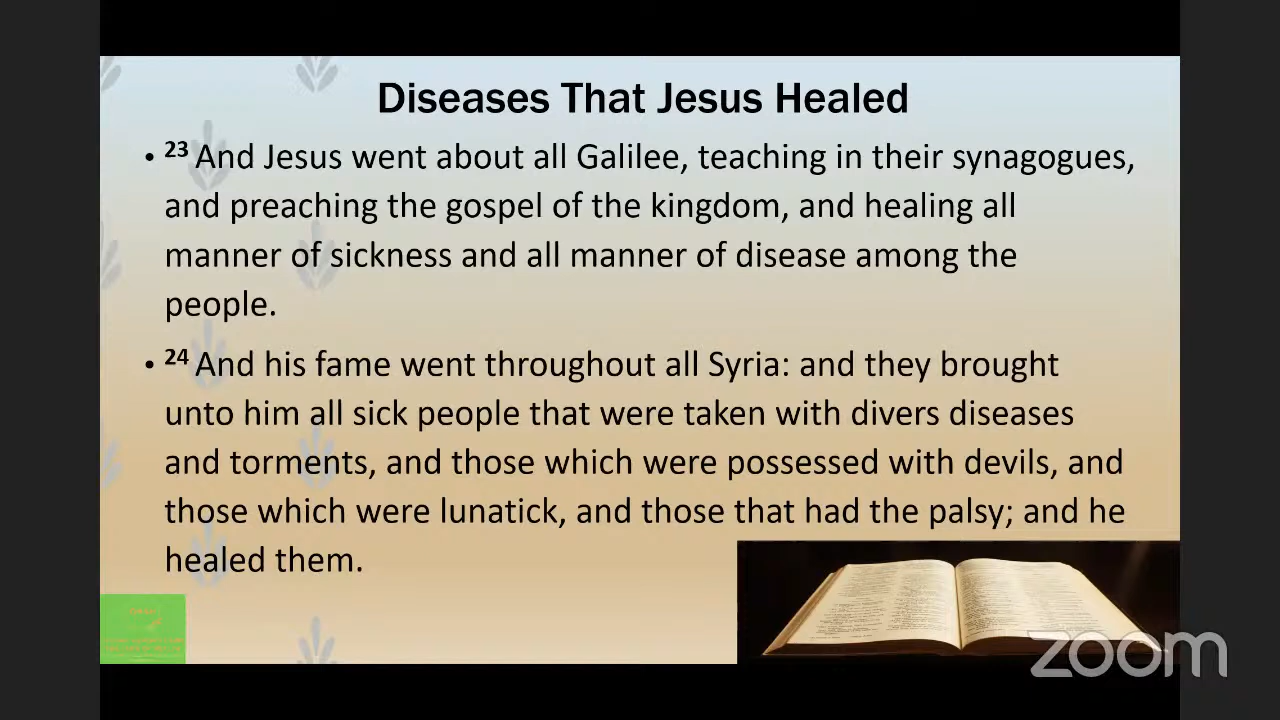 Diseases That Jesus Healed
• 23 And Jesus went about all Galilee, teaching in their synagogues,
and preaching the gospel of the kingdom, and healing all
manner of sickness and all manner of disease among the
people.
• 24 And his fame went throughout all Syria: and they brought
unto him all sick people that were taken with divers diseases
and torments, and those which were possessed with devils, and
those which were lunatick, and those that had the palsy; and he
healed them.
zoom